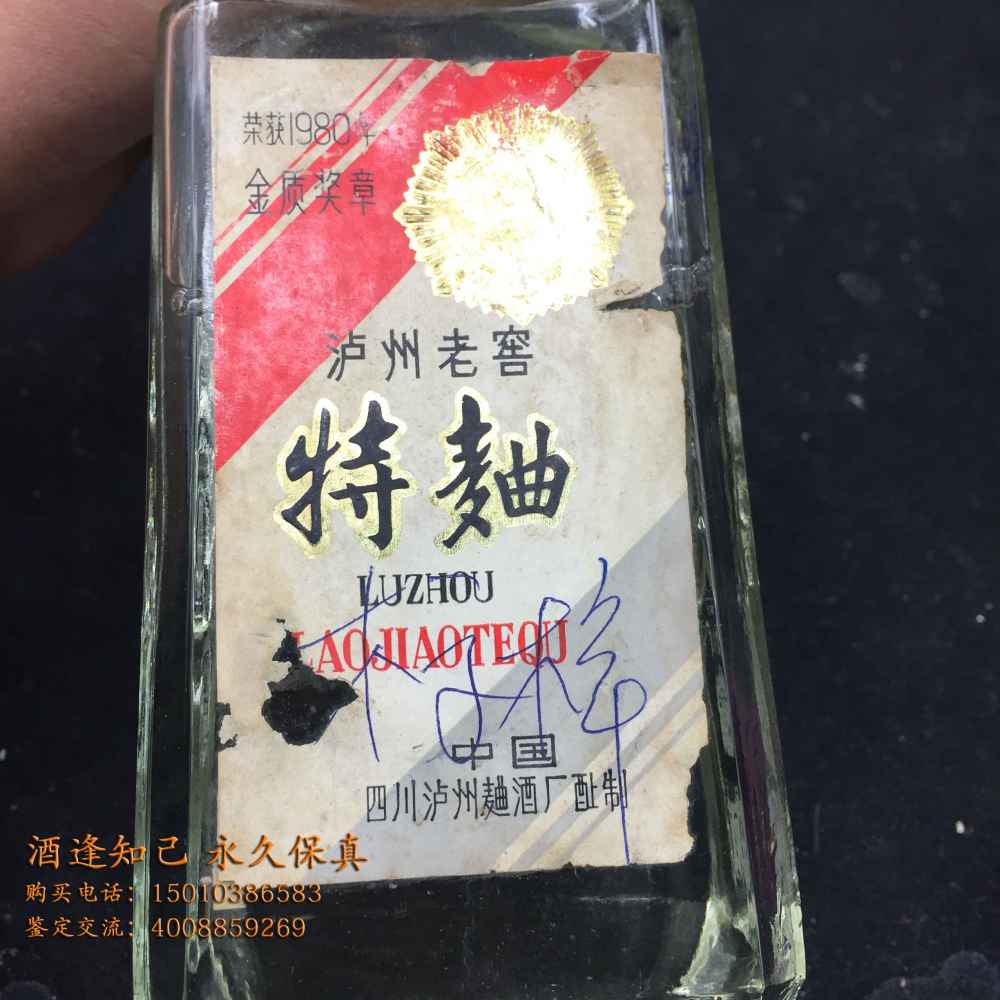 荣获1980年
金质奖章
泸州老窖
特麯
LUZHOU
LAOJIAOTEQU
中国
四川泸州麯酒厂酿制
酒逢知己 永久保真
购买电话：15010386583
鉴定交流：4008859269